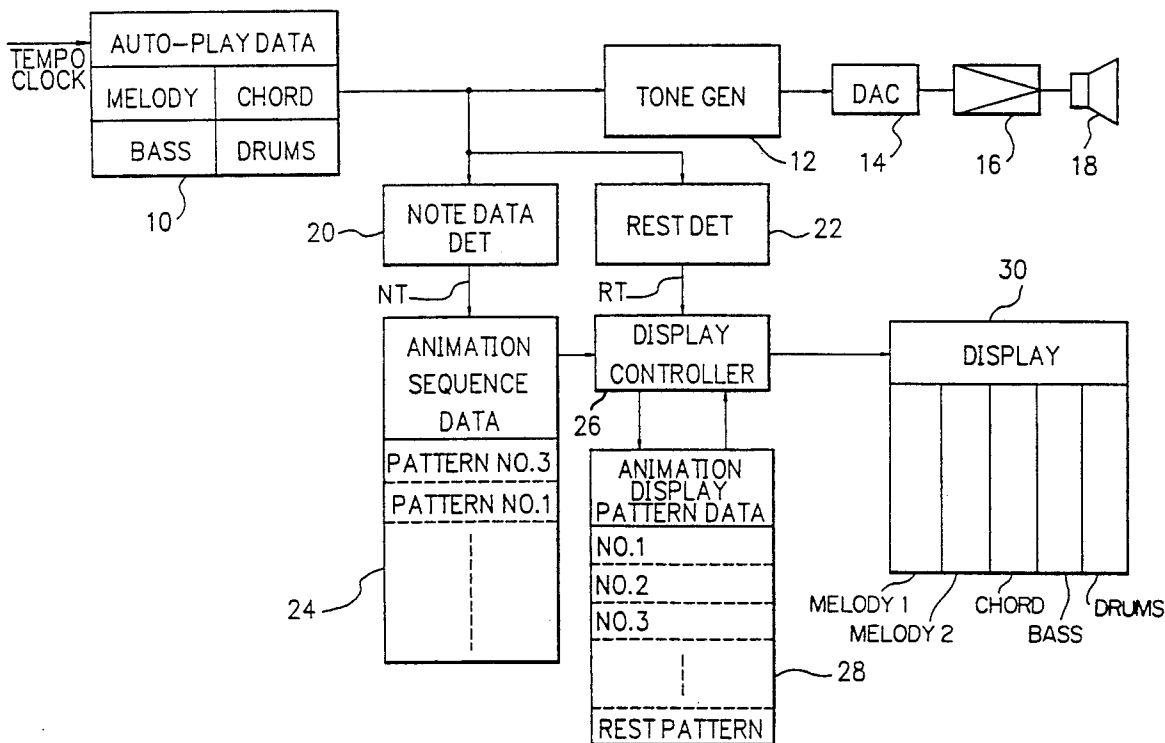 TEMPO
CLOCK
AUTO-PLAY DATA
MELODY CHORD
BASS DRUMS
10
TONE GEN
12
DAC
14
16
18
20
NOTE DATA
DET
REST DET
22
NT
RT
ANIMATION
SEQUENCE
DATA
PATTERN NO.3
PATTERN NO.1
24
DISPLAY
CONTROLLER
26
ANIMATION
DISPLAY
PATTERN DATA
NO.1
NO.2
NO.3
REST PATTERN
28
30
DISPLAY
MELODY 1
MELODY 2
CHORD
BASS
DRUMS